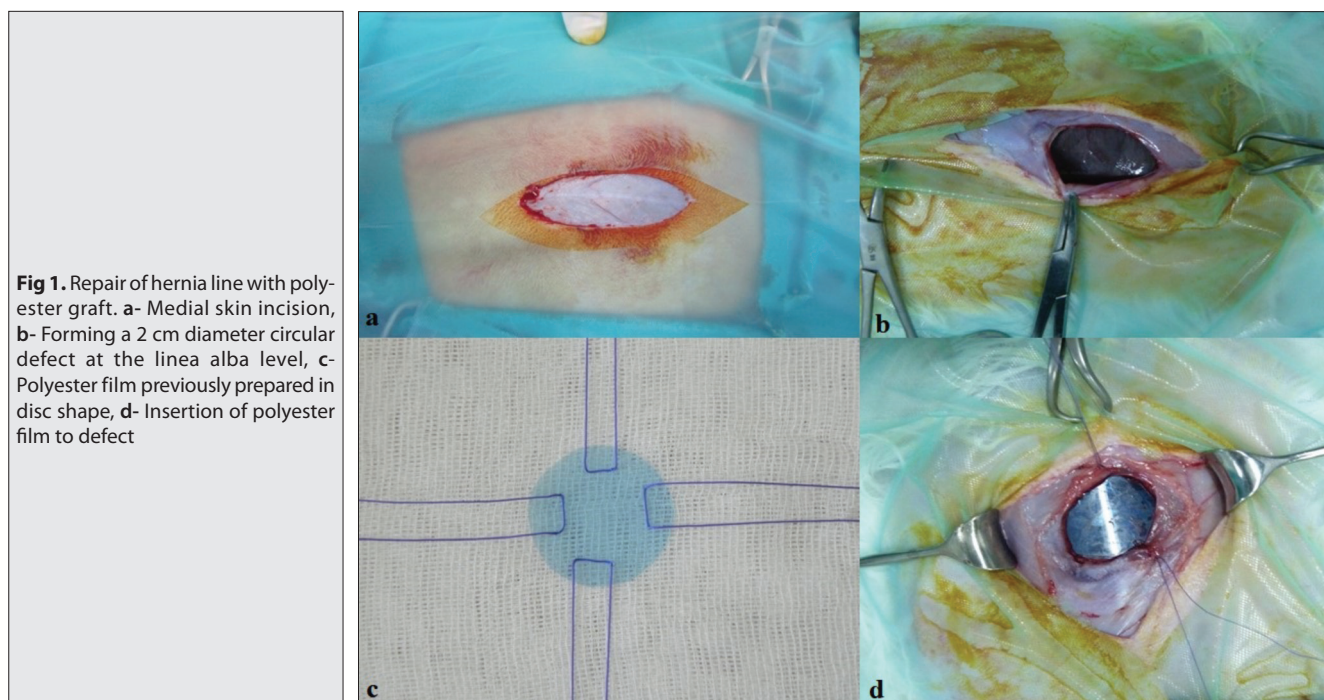 Fig 1. Repair of hernia line with poly-
ester graft. a- Medial skin incision,
b- Forming a 2 cm diameter circular
defect at the linea alba level, c-
Polyester film previously prepared in
disc shape, d- Insertion of polyester
film to defect
a
b
c
d